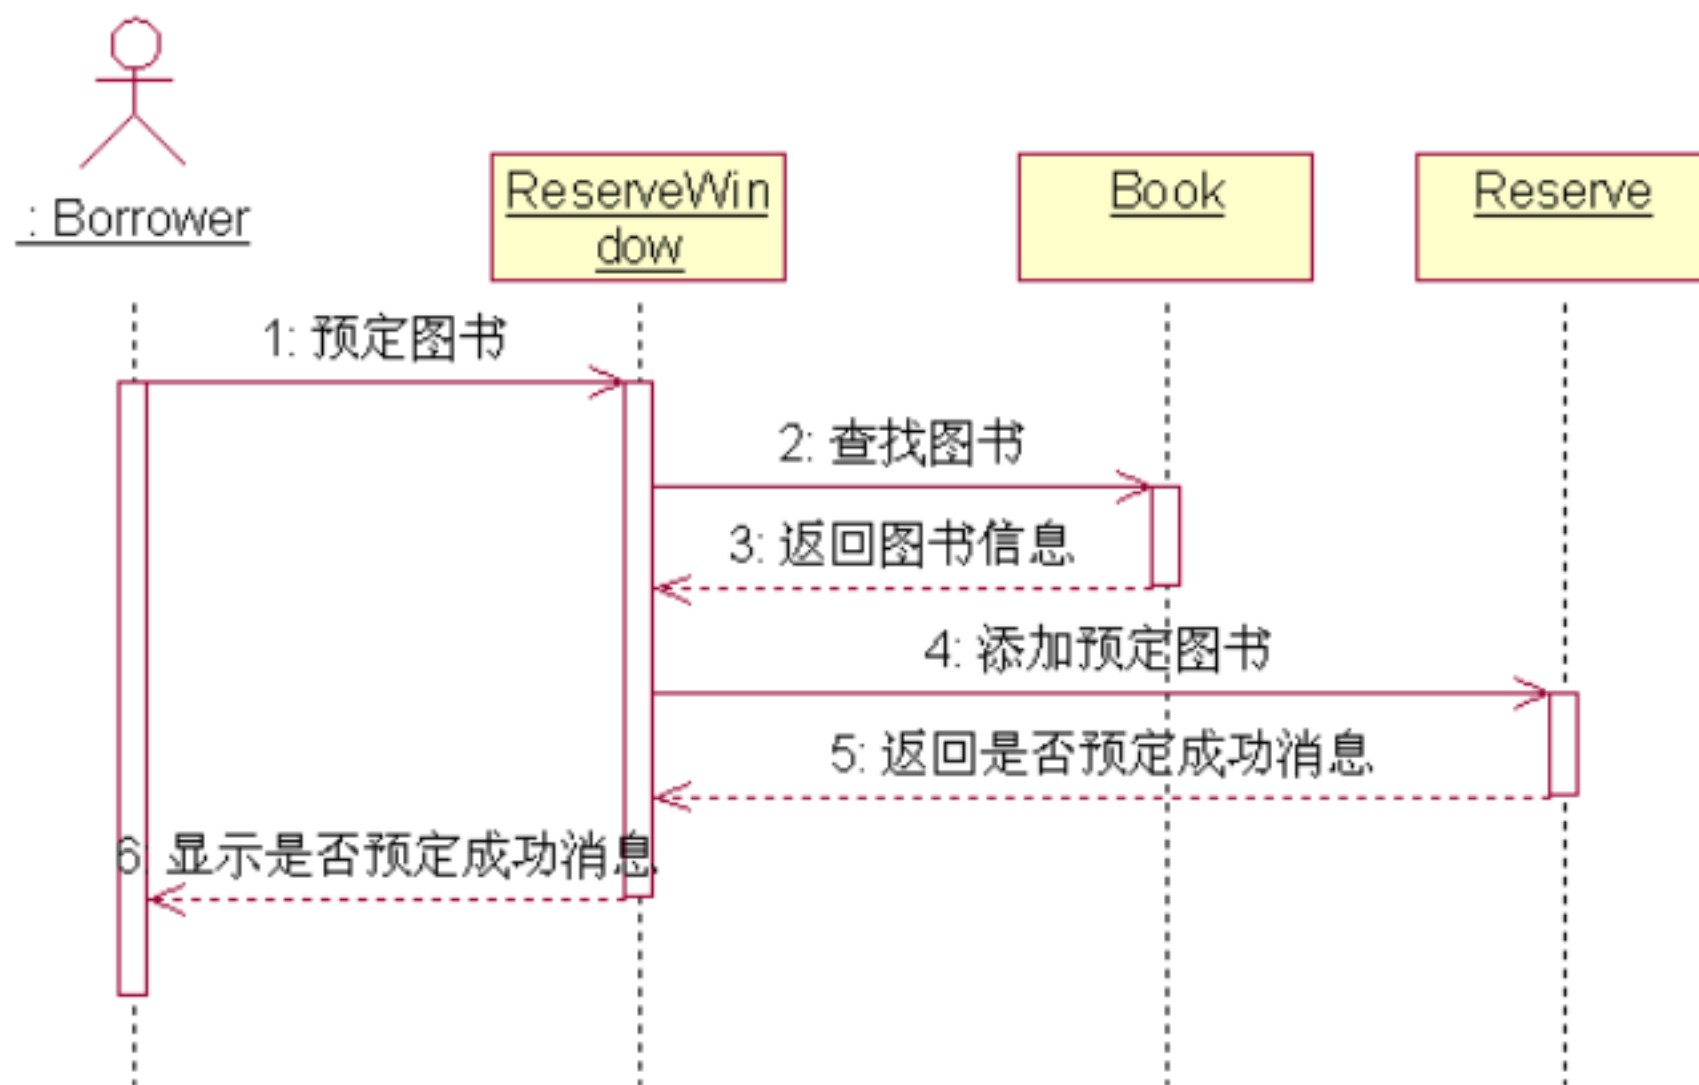 : Borrower
ReserveWin
dow
Book
Reserve
1: 预定图书
2: 查找图书
3: 返回图书信息
4: 添加预定图书
5: 返回是否预定成功消息
6: 显示是否预定成功消息